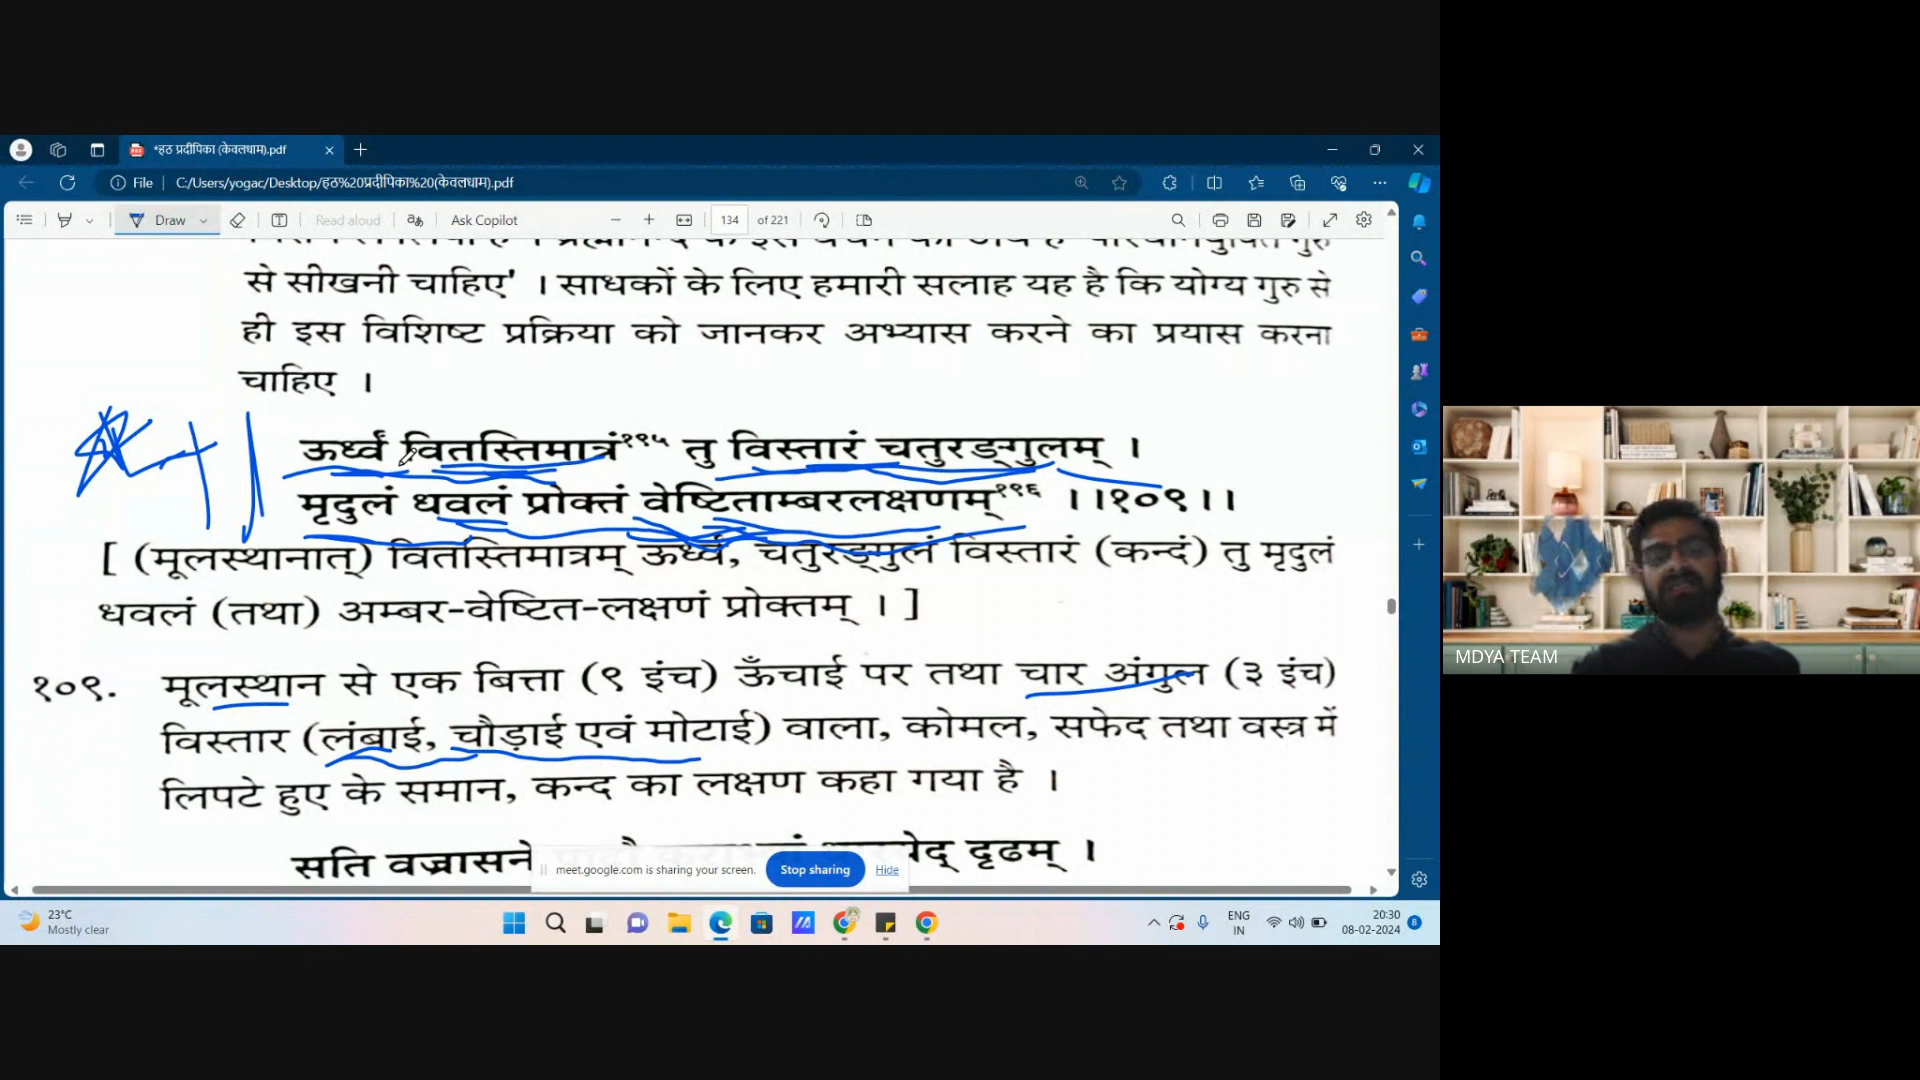 *हठ प्रदीपिका (केवलधाम).pdf
File
C:/Users/yogac/Desktop/हठ%20प्रदीपिका%20(केवलधाम).pdf
Draw
Read aloud
Ask Copilot
134 of 221
से सीखनी चाहिए' । साधकों के लिए हमारी सलाह यह है कि योग्य गुरु से
ही इस विशिष्ट प्रक्रिया को जानकर अभ्यास करने का प्रयास करना
चाहिए ।
ऊर्ध्वं वितस्तिमात्रं१९५ तु विस्तारं चतुरङ्गुलम् ।
मृदुलं धवलं प्रोक्तं वेष्टिताम्बरलक्षणम्१९६ ।।१०९।।
[ (मूलस्थानात्) वितस्तिमात्रम् ऊर्ध्वं, चतुरङ्गुलं विस्तारं (कन्दं) तु मृदुलं
धवलं (तथा) अम्बर-वेष्टित-लक्षणं प्रोक्तम् । ]
१०९. मूलस्थान से एक बित्ता (९ इंच) ऊँचाई पर तथा चार अंगुल (३ इंच)
विस्तार (लंबाई, चौड़ाई एवं मोटाई) वाला, कोमल, सफेद तथा वस्त्र में
लिपटे हुए के समान, कन्द का लक्षण कहा गया है ।
सति वज्रासने दृढम् ।
meet.google.com is sharing your screen.
Stop sharing
Hide
MDYA TEAM
23°C
Mostly clear
ENG
IN
20:30
08-02-2024